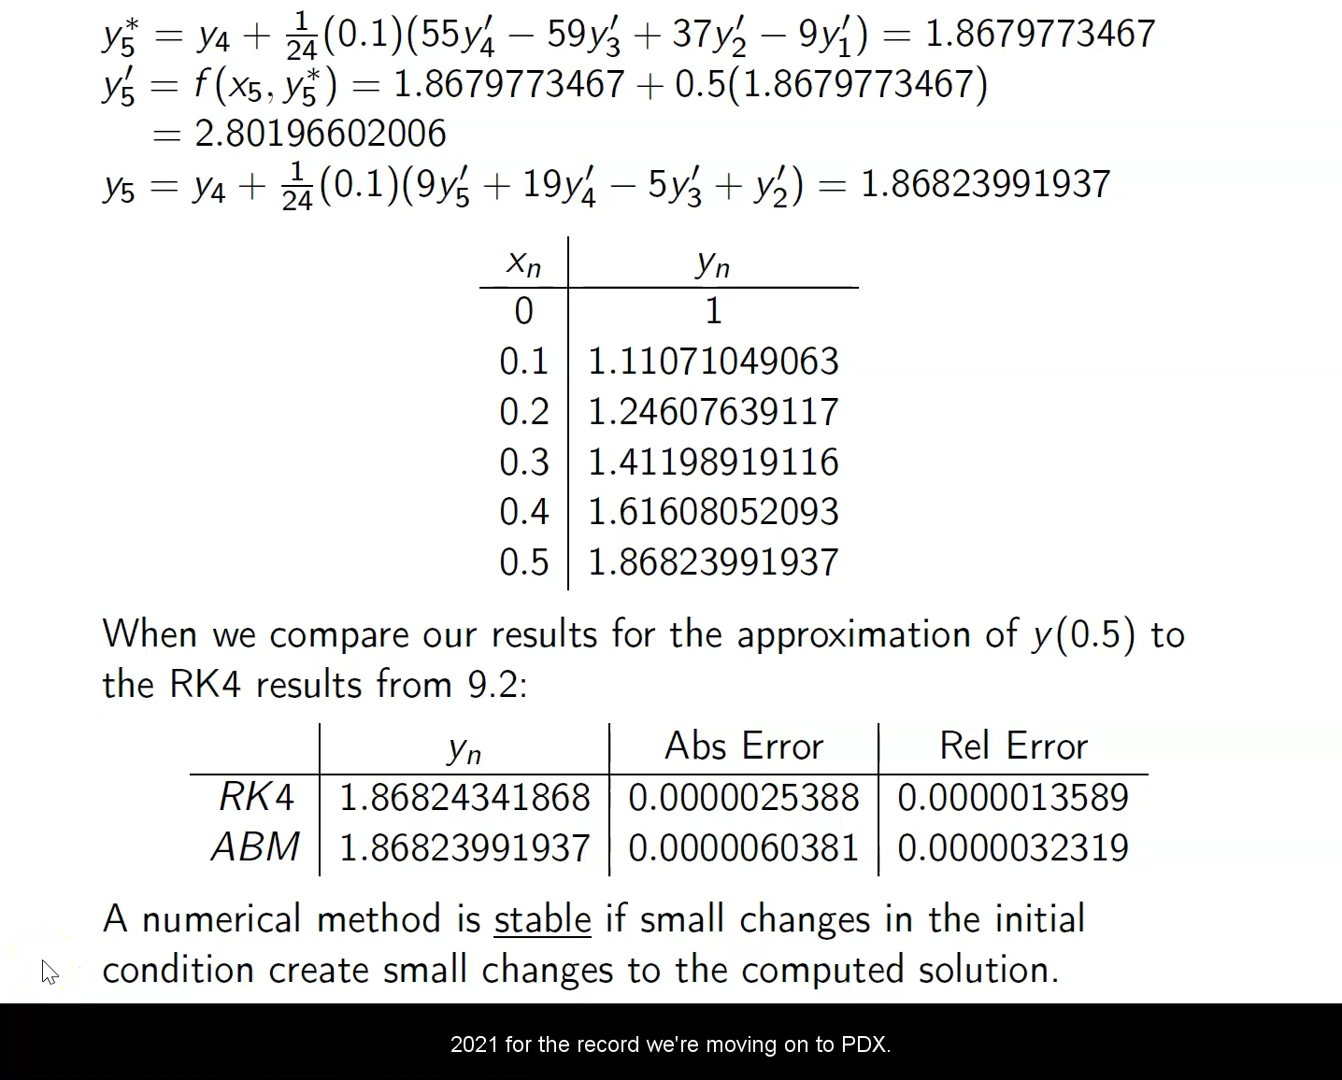 y₅* = y₄ + 1/24(0.1)(55y₄′ − 59y₃′ + 37y₂′ − 9y₁′) = 1.8679773467
y₅′ = f(x₅, y₅*) = 1.8679773467 + 0.5(1.8679773467)
= 2.80196602006
y₅ = y₄ + 1/24(0.1)(9y₅′ + 19y₄′ − 5y₃′ + y₂′) = 1.86823991937
xₙ yₙ
0 1
0.1 1.11071049063
0.2 1.24607639117
0.3 1.41198919116
0.4 1.61608052093
0.5 1.86823991937
When we compare our results for the approximation of y(0.5) to
the RK4 results from 9.2:
yₙ Abs Error Rel Error
RK4 1.86824341868 0.0000025388 0.0000013589
ABM 1.86823991937 0.0000060381 0.0000032319
A numerical method is stable if small changes in the initial
condition create small changes to the computed solution.
2021 for the record we're moving on to PDX.